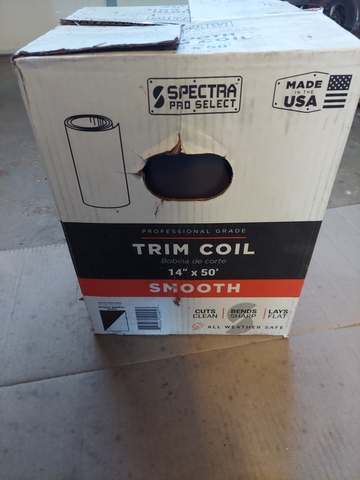 SPECTRA
PRO SELECT
MADE
IN THE
USA
PROFESSIONAL GRADE
TRIM COIL
Bobina de corte
14" x 50'
SMOOTH
CUTS
CLEAN
BENDS
SHARP
LAYS
FLAT
ALL WEATHER SAFE